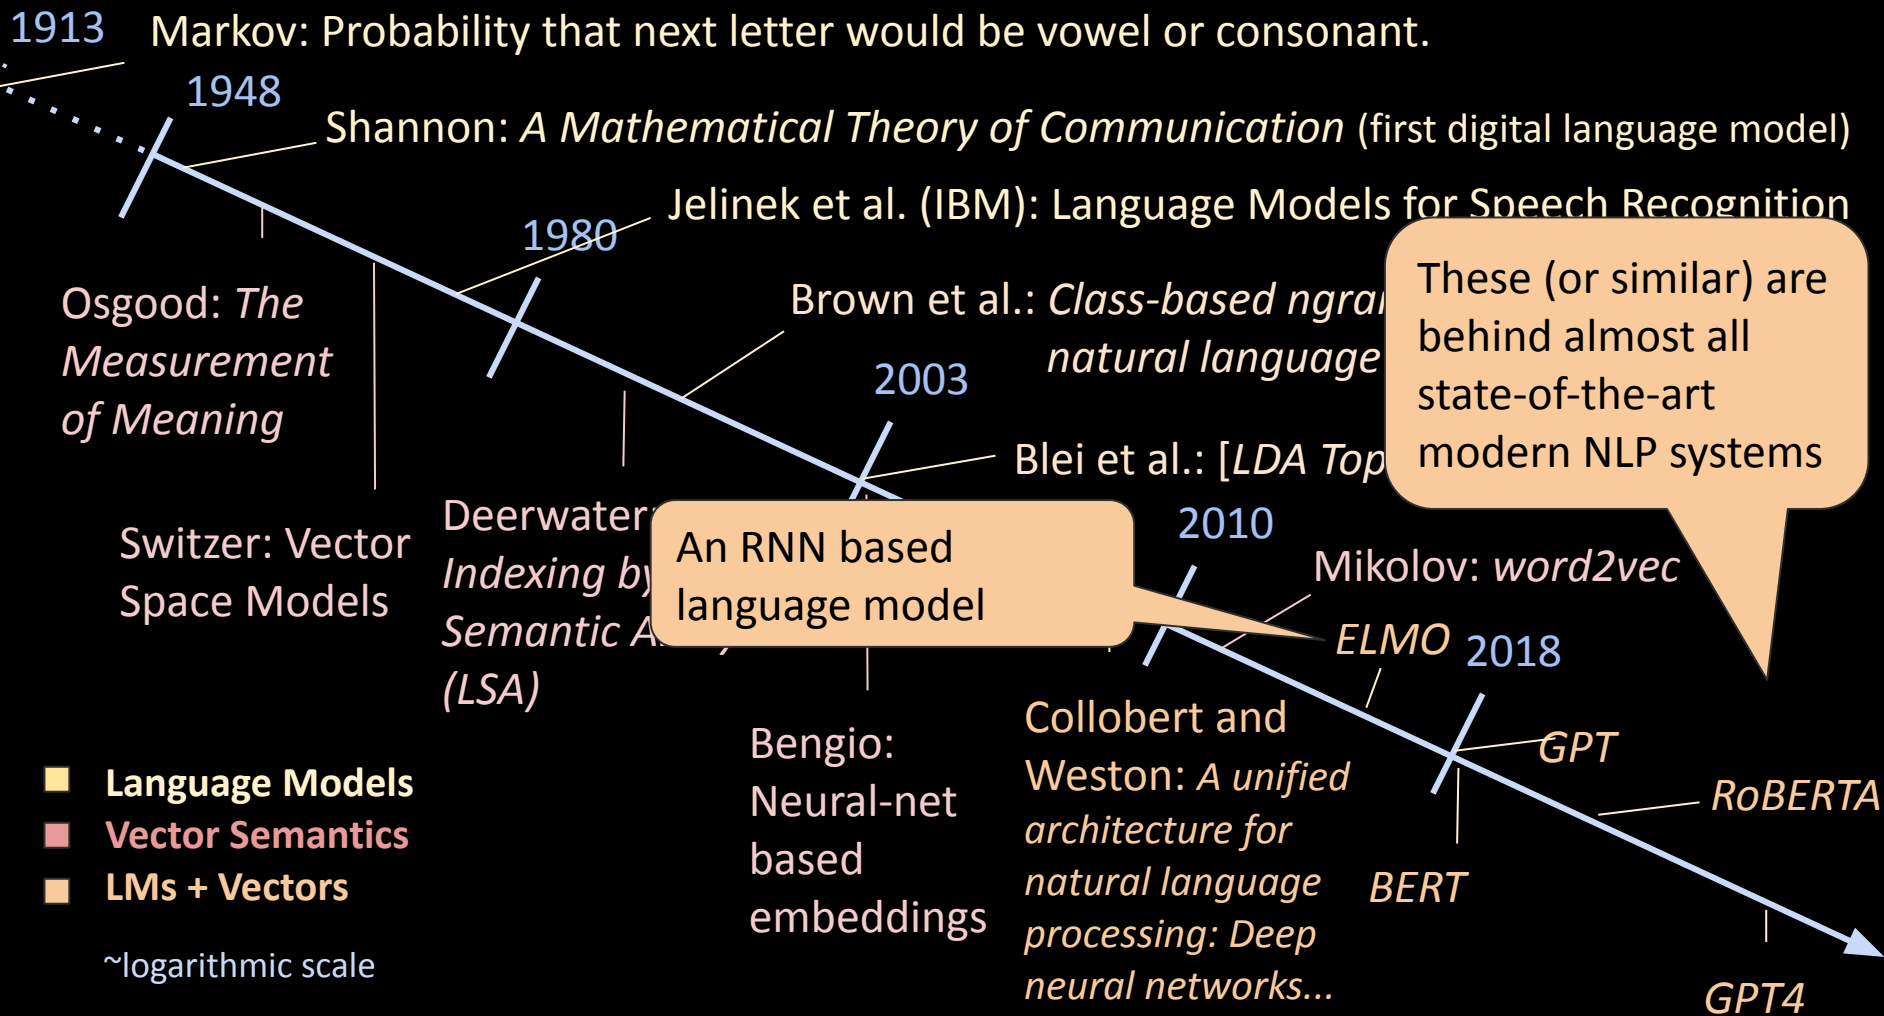 1913
Markov: Probability that next letter would be vowel or consonant.
1948
Shannon: A Mathematical Theory of Communication (first digital language model)
Jelinek et al. (IBM): Language Models for Speech Recognition
1980
Osgood: The
Measurement
of Meaning
Brown et al.: Class-based
natural language
These (or similar) are
behind almost all
state-of-the-art
modern NLP systems
2003
Blei et al.: [LDA
Switzer: Vector
Space Models
Indexing by
Semantic
(LSA)
An RNN based
language model
2010
Mikolov: word2vec
ELMO
2018
Bengio:
Neural-net
based
embeddings
Collobert and
Weston: A unified
architecture for
natural language
processing: Deep
neural networks...
GPT
RoBERTA
BERT
GPT4
Language Models
Vector Semantics
LMs + Vectors
~logarithmic scale